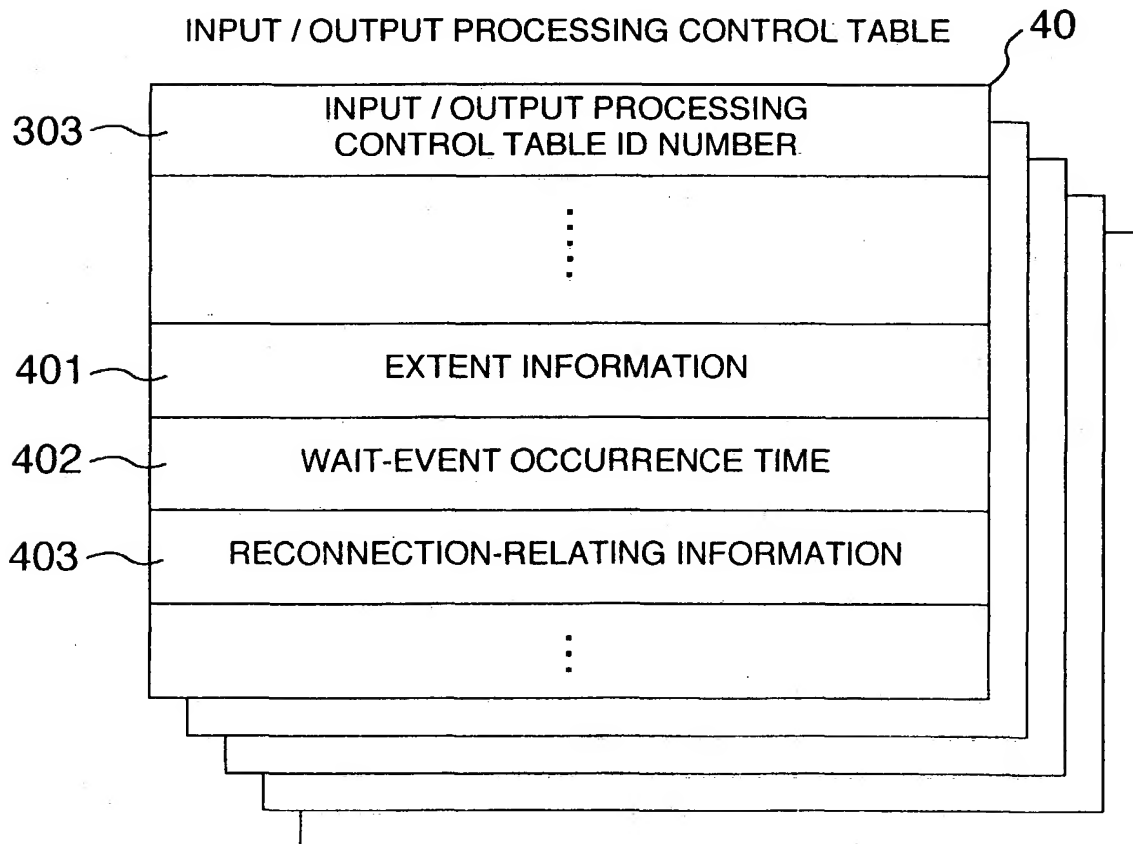 INPUT / OUTPUT PROCESSING CONTROL TABLE
40
303
INPUT / OUTPUT PROCESSING
CONTROL TABLE ID NUMBER
401
EXTENT INFORMATION
402
WAIT-EVENT OCCURRENCE TIME
403
RECONNECTION-RELATING INFORMATION